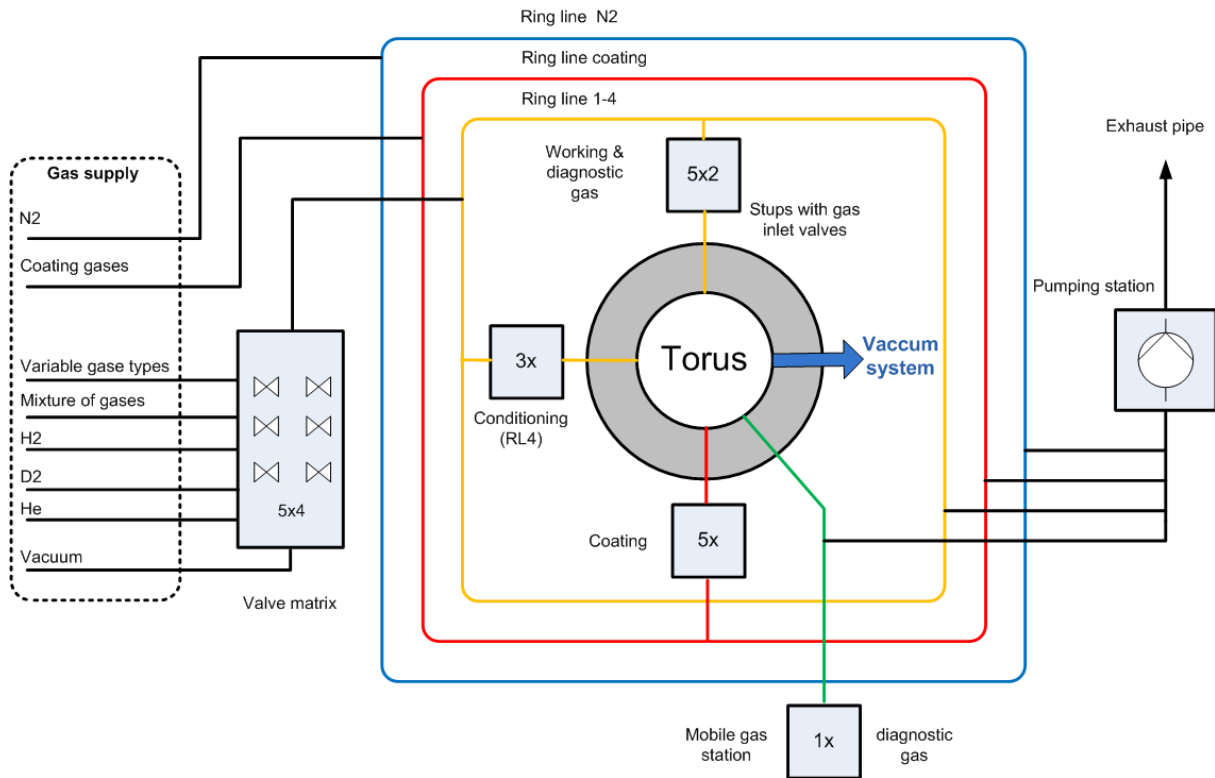 Ring line  N2
Ring line coating
Ring line 1-4
Exhaust pipe
Gas supply
N2
Coating gases
Variable gase types
Mixture of gases
H2
D2
He
Vacuum
5x4
Valve matrix
Working &
diagnostic
gas
5x2
Stups with gas
inlet valves
3x
Conditioning
(RL4)
Torus
Vaccum
system
Pumping station
Coating
5x
Mobile gas
station
1x
diagnostic
gas